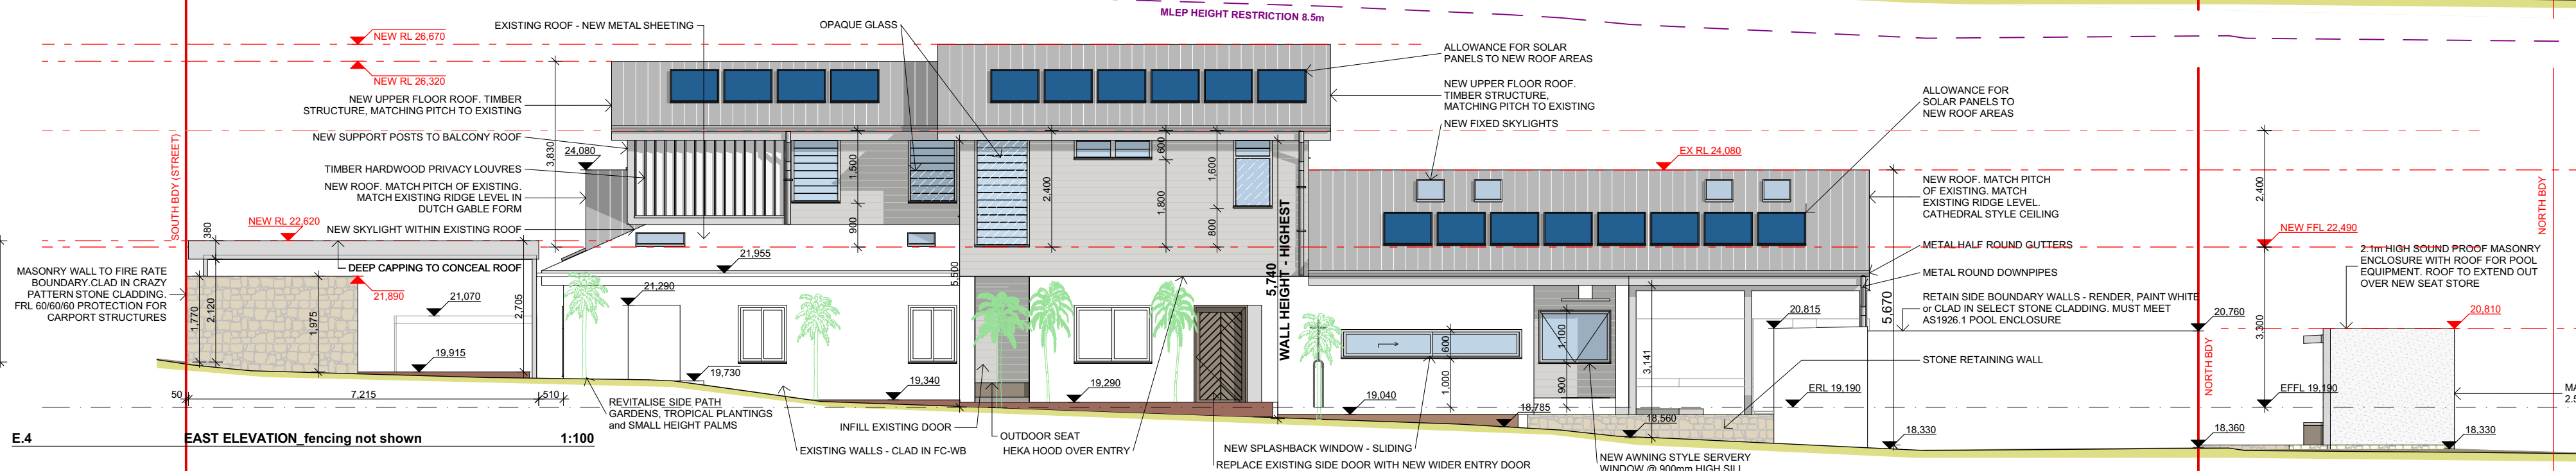 MLEP HEIGHT RESTRICTION 8.5m
EXISTING ROOF - NEW METAL SHEETING
OPAQUE GLASS
NEW RL 26,670
NEW RL 26,320
NEW UPPER FLOOR ROOF. TIMBER
STRUCTURE, MATCHING PITCH TO EXISTING
NEW SUPPORT POSTS TO BALCONY ROOF
TIMBER HARDWOOD PRIVACY LOUVRES
NEW ROOF. MATCH PITCH OF EXISTING.
MATCH EXISTING RIDGE LEVEL IN
DUTCH GABLE FORM
NEW SKYLIGHT WITHIN EXISTING ROOF
SOUTH BDY (STREET)
NEW RL 22,620
380
DEEP CAPPING TO CONCEAL ROOF
MASONRY WALL TO FIRE RATE
BOUNDARY.CLAD IN CRAZY
PATTERN STONE CLADDING.
FRL 60/60/60 PROTECTION FOR
CARPORT STRUCTURES
1,770
2,120
1,975
21,890
21,070
19,915
2,705
50
7,215
510
3,830
24,080
21,955
21,290
19,730
REVITALISE SIDE PATH
GARDENS, TROPICAL PLANTINGS
and SMALL HEIGHT PALMS
1,500
900
5,500
19,340
INFILL EXISTING DOOR
EXISTING WALLS - CLAD IN FC-WB
OUTDOOR SEAT
HEKA HOOD OVER ENTRY
2,400
600
1,800
1,600
800
19,290
5,740
WALL HEIGHT - HIGHEST
REPLACE EXISTING SIDE DOOR WITH NEW WIDER ENTRY DOOR
NEW SPLASHBACK WINDOW - SLIDING
NEW AWNING STYLE SERVERY
WINDOW @ 900mm HIGH SILL
ALLOWANCE FOR SOLAR
PANELS TO NEW ROOF AREAS
NEW UPPER FLOOR ROOF.
TIMBER STRUCTURE,
MATCHING PITCH TO EXISTING
NEW FIXED SKYLIGHTS
EX RL 24,080
600
1,000
19,040
1,100
900
18,785
18,560
3,141
20,815
ERL 19,190
5,670
18,330
ALLOWANCE FOR
SOLAR PANELS TO
NEW ROOF AREAS
NEW ROOF. MATCH PITCH
OF EXISTING. MATCH
EXISTING RIDGE LEVEL.
CATHEDRAL STYLE CEILING
METAL HALF ROUND GUTTERS
METAL ROUND DOWNPIPES
RETAIN SIDE BOUNDARY WALLS - RENDER, PAINT WHITE
or CLAD IN SELECT STONE CLADDING. MUST MEET
AS1926.1 POOL ENCLOSURE
STONE RETAINING WALL
NORTH BDY
20,760
18,360
2,400
3,300
NEW FFL 22,490
EFFL 19,190
2.1m HIGH SOUND PROOF MASONRY
ENCLOSURE WITH ROOF FOR POOL
EQUIPMENT. ROOF TO EXTEND OUT
OVER NEW SEAT STORE
20,810
18,330
NORTH BDY
MA
2.5
E.4
EAST ELEVATION_fencing not shown
1:100